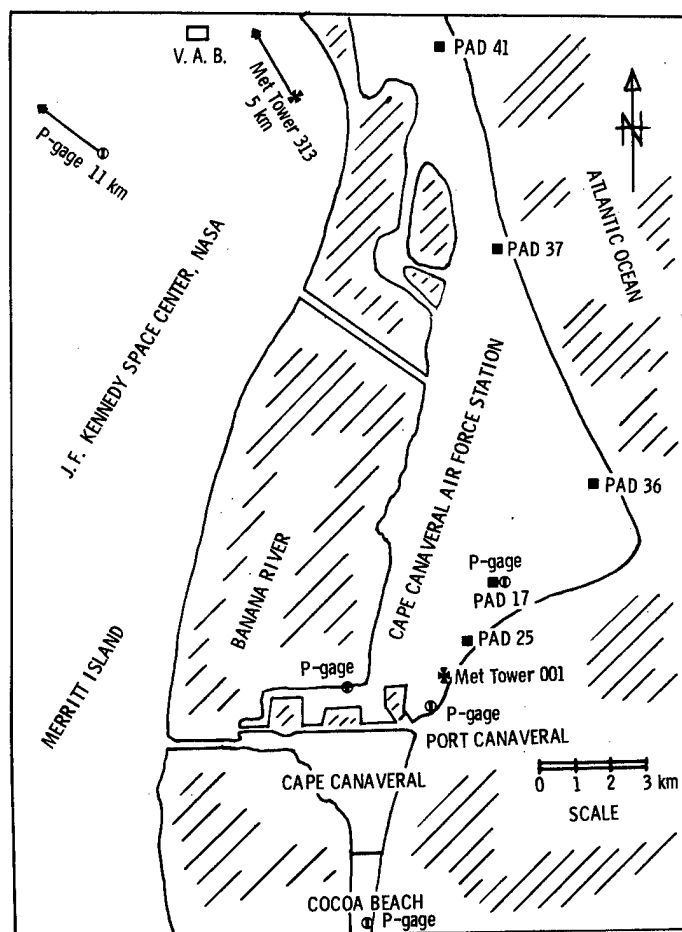 PAD 41
V. A. B.
Met Tower 313
5 km
P-gage 11 km
N
ATLANTIC OCEAN
PAD 37
J.F. KENNEDY SPACE CENTER, NASA
CAPE CANAVERAL AIR FORCE STATION
PAD 36
P-gage
PAD 17
BANANA RIVER
PAD 25
MERRITT ISLAND
P-gage
Met Tower 001
P-gage
PORT CANAVERAL
CAPE CANAVERAL
0 1 2 3 km
SCALE
COCOA BEACH
P-gage